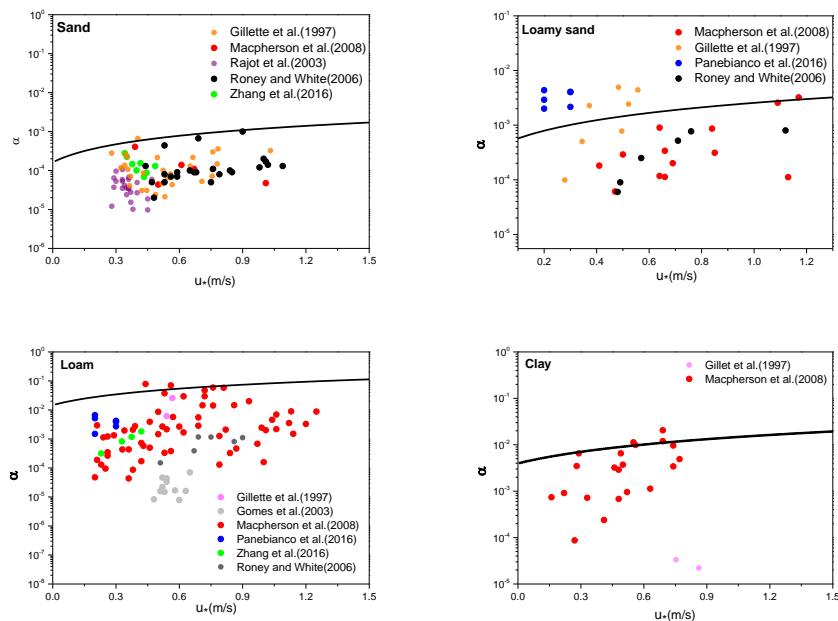 Sand
Gillette et al.(1997)
Macpherson et al.(2008)
Rajot et al.(2003)
Roney and White(2006)
Zhang et al.(2016)
10⁰
10⁻¹
10⁻²
10⁻³
10⁻⁴
10⁻⁵
10⁻⁶
α
0.0 0.3 0.6 0.9 1.2 1.5
u*(m/s)
Loamy sand
Macpherson et al.(2008)
Gillette et al.(1997)
Panebianco et al.(2016)
Roney and White(2006)
10⁰
10⁻¹
10⁻²
10⁻³
10⁻⁴
10⁻⁵
α
0.2 0.4 0.6 0.8 1.0 1.2
u*(m/s)
Loam
Gillette et al.(1997)
Gomes et al.(2003)
Macpherson et al.(2008)
Panebianco et al.(2016)
Zhang et al.(2016)
Roney and White(2006)
10⁰
10⁻¹
10⁻²
10⁻³
10⁻⁴
10⁻⁵
10⁻⁶
10⁻⁷
10⁻⁸
α
0.0 0.3 0.6 0.9 1.2 1.5
u*(m/s)
Clay
Gillet et al.(1997)
Macpherson et al.(2008)
10⁰
10⁻¹
10⁻²
10⁻³
10⁻⁴
10⁻⁵
α
0.0 0.3 0.6 0.9 1.2 1.5
u*(m/s)